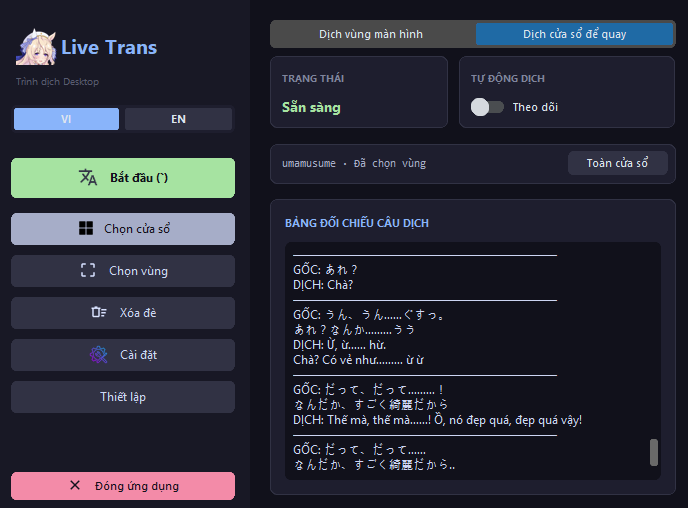 Live Trans
Trình dịch Desktop
VI
EN
Bắt đầu (`)
Chọn cửa sổ
Chọn vùng
Xóa đè
Cài đặt
Thiết lập
Đóng ứng dụng
Dịch vùng màn hình
Dịch cửa sổ để quay
TRẠNG THÁI
Sẵn sàng
TỰ ĐỘNG DỊCH
Theo dõi
umamusume · Đã chọn vùng
Toàn cửa sổ
BẢNG ĐỐI CHIẾU CÂU DỊCH
GỐC: あれ？
DỊCH: Chà?
GỐC: うん、うん......ぐすっ。
あれ？なんか.........うう
DỊCH: Ừ, ừ...... hừ.
Chà? Có vẻ như......... ừ ừ
GỐC: だって、だって.........！
なんだか、すごく綺麗だから
DỊCH: Thế mà, thế mà......! Ồ, nó đẹp quá, đẹp quá vậy!
GỐC: だって、だって......
なんだか、すごく綺麗だから..